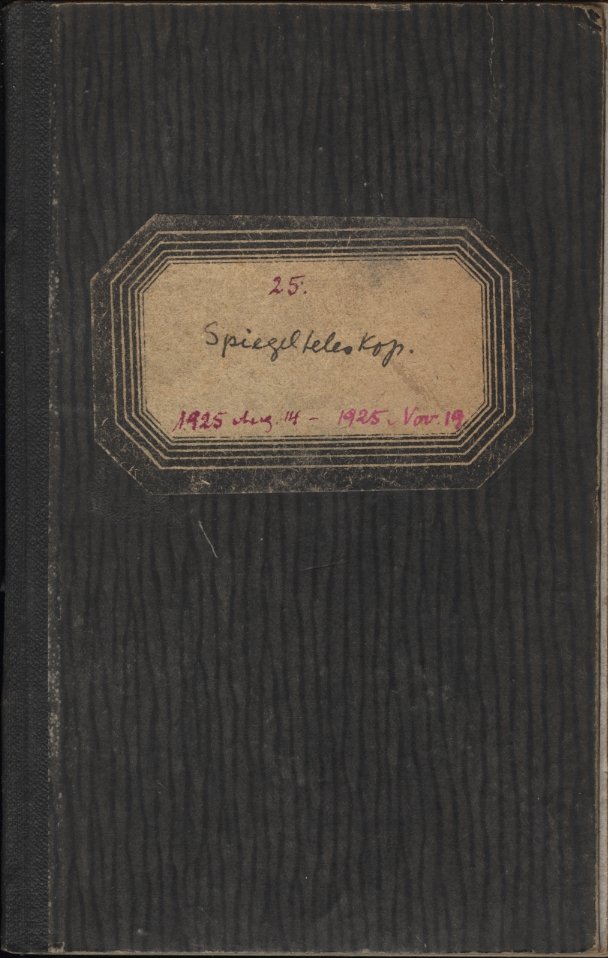 25.
Spiegelteleskop.
1925 Aug. 14 - 1925. Nov. 19